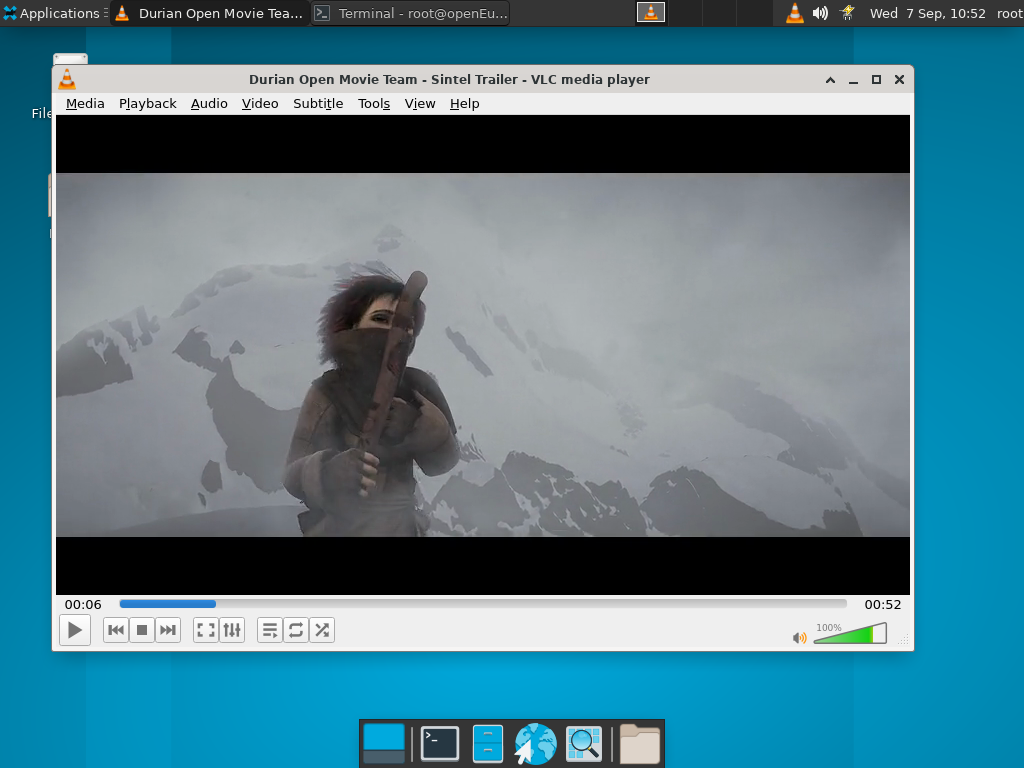 Applications
Durian Open Movie Tea...
Terminal - root@openEu...
Wed 7 Sep, 10:52
root
File
Durian Open Movie Team - Sintel Trailer - VLC media player
Media Playback Audio Video Subtitle Tools View Help
00:06
00:52
100%